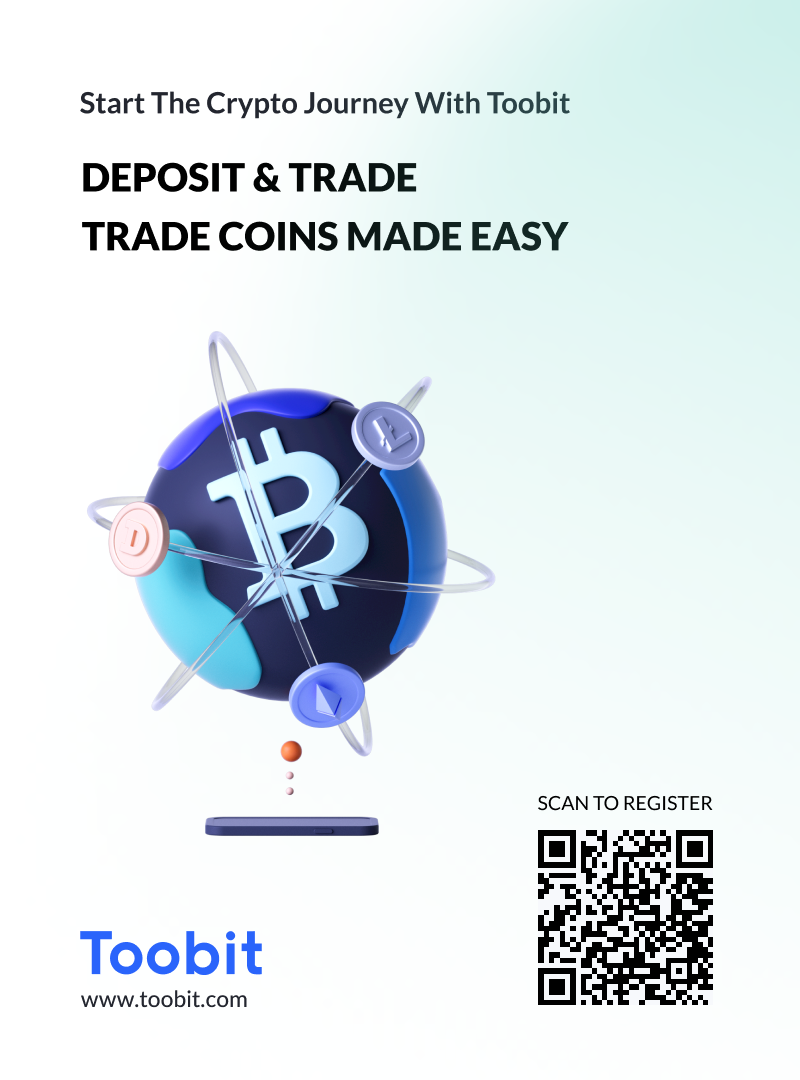 Start The Crypto Journey With Toobit
DEPOSIT & TRADE
TRADE COINS MADE EASY
SCAN TO REGISTER
Toobit
www.toobit.com